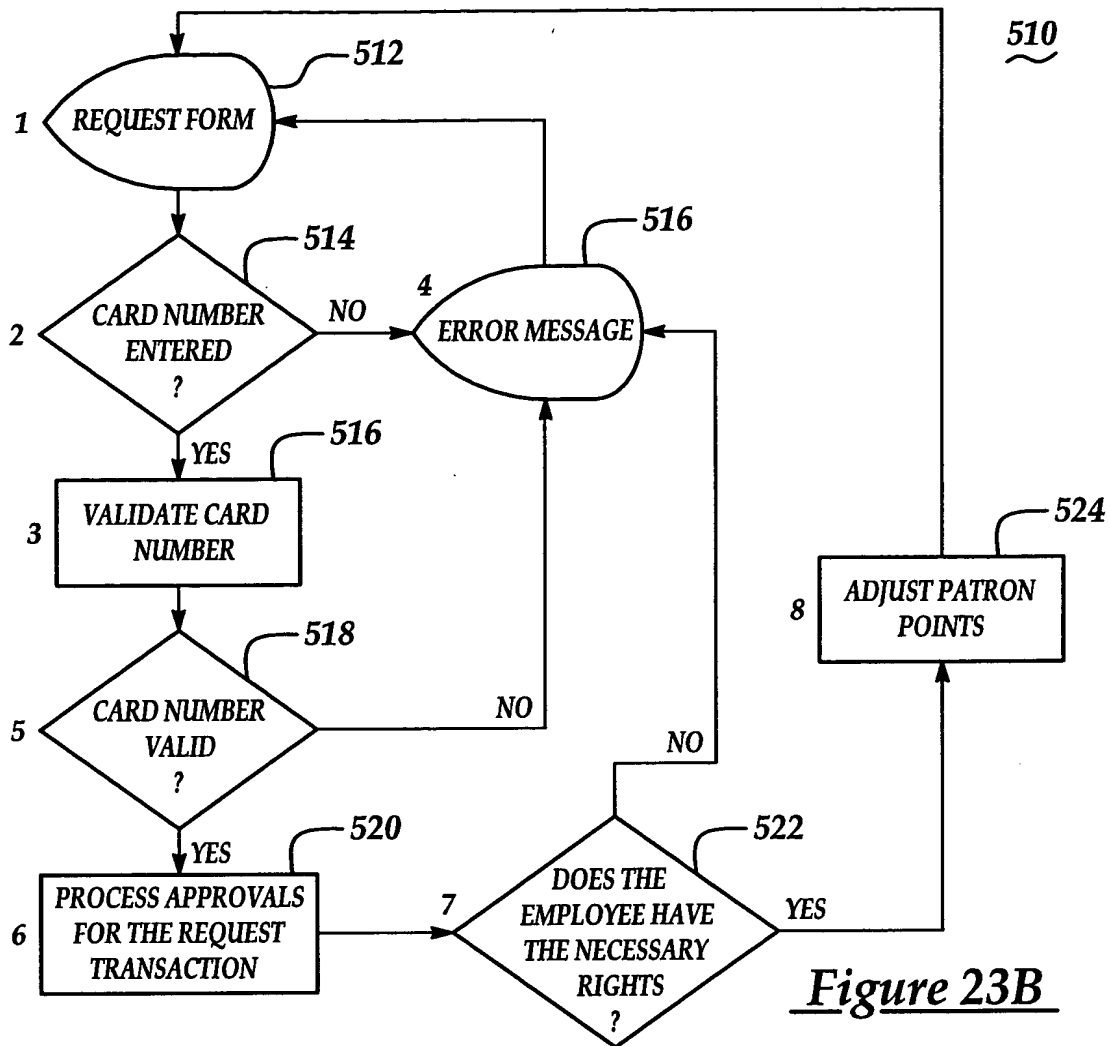 510
512
1
REQUEST FORM
514
2
CARD NUMBER
ENTERED
?
NO
516
4
ERROR MESSAGE
YES
516
3
VALIDATE CARD
NUMBER
518
5
CARD NUMBER
VALID
?
NO
YES
520
6
PROCESS APPROVALS
FOR THE REQUEST
TRANSACTION
522
7
DOES THE
EMPLOYEE HAVE
THE NECESSARY
RIGHTS
?
NO
YES
524
8
ADJUST PATRON
POINTS
Figure 23B